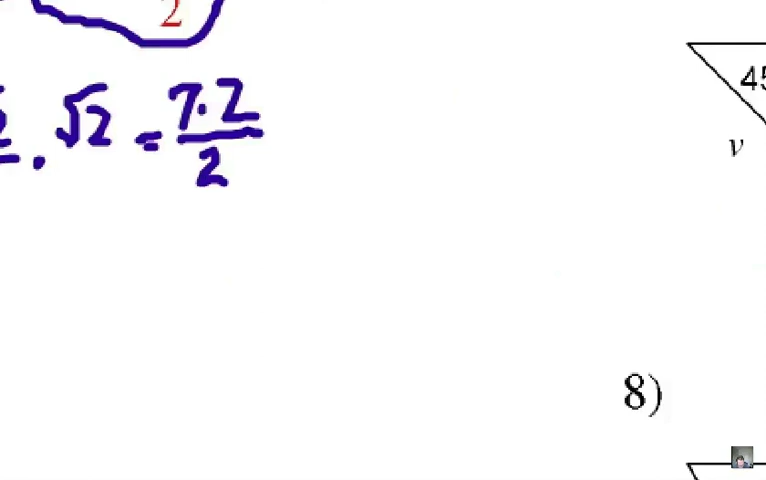 2
. √2 = 7·2/2
45
v
8)